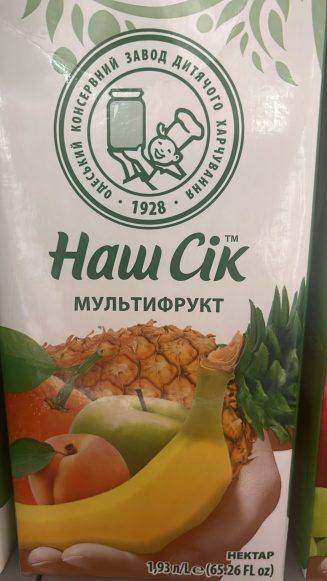 ОДЕСЬКИЙ КОНСЕРВНИЙ ЗАВОД ДИТЯЧОГО ХАРЧУВАННЯ
· 1928 ·
Наш Сік™
МУЛЬТИФРУКТ
НЕКТАР
1,93 л/L ℮ (65.26 FL oz)